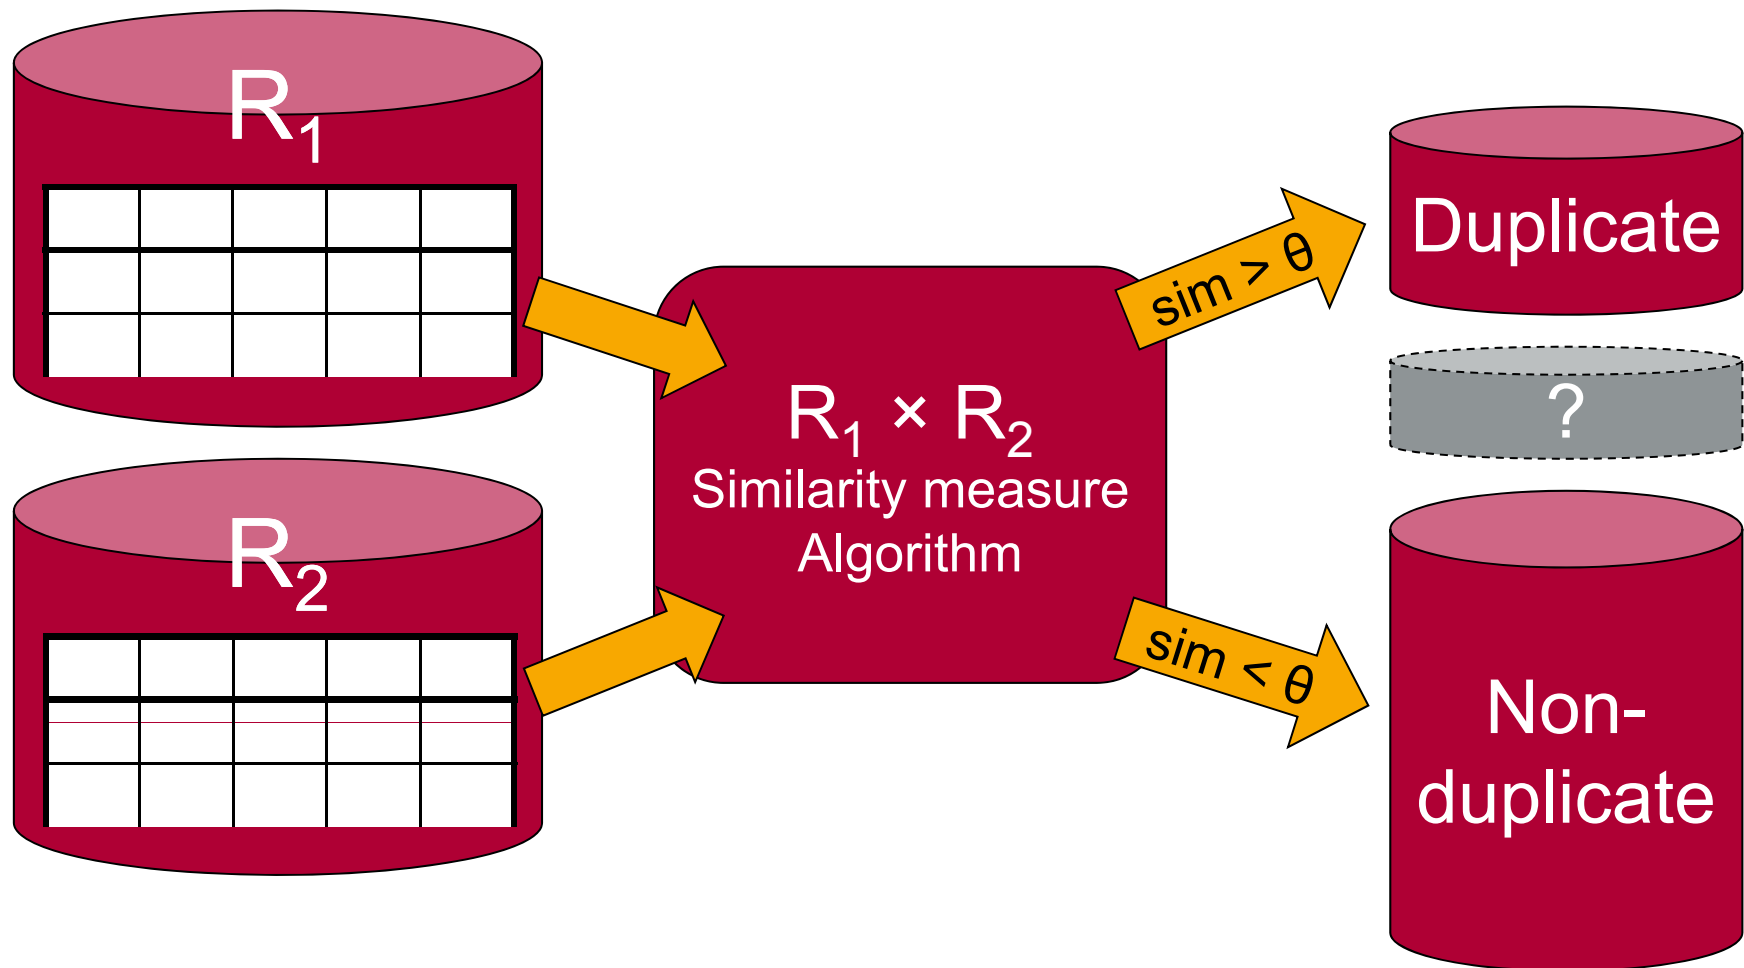 R₁
R₂
R₁ × R₂
Similarity measure
Algorithm
sim > θ
sim < θ
Duplicate
?
Non-
duplicate